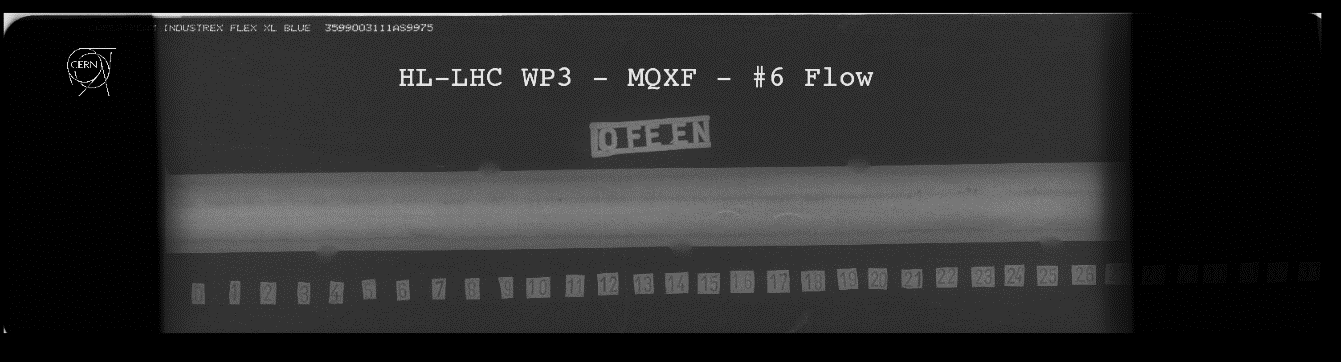 INDUSTREX FLEX XL BLUE 3599003111AS9975
CERN
HL-LHC WP3 - MQXF - #6 Flow
Q FE EN
0 1 2 3 4 5 6 7 8 9 10 11 12 13 14 15 16 17 18 19 20 21 22 23 24 25 26